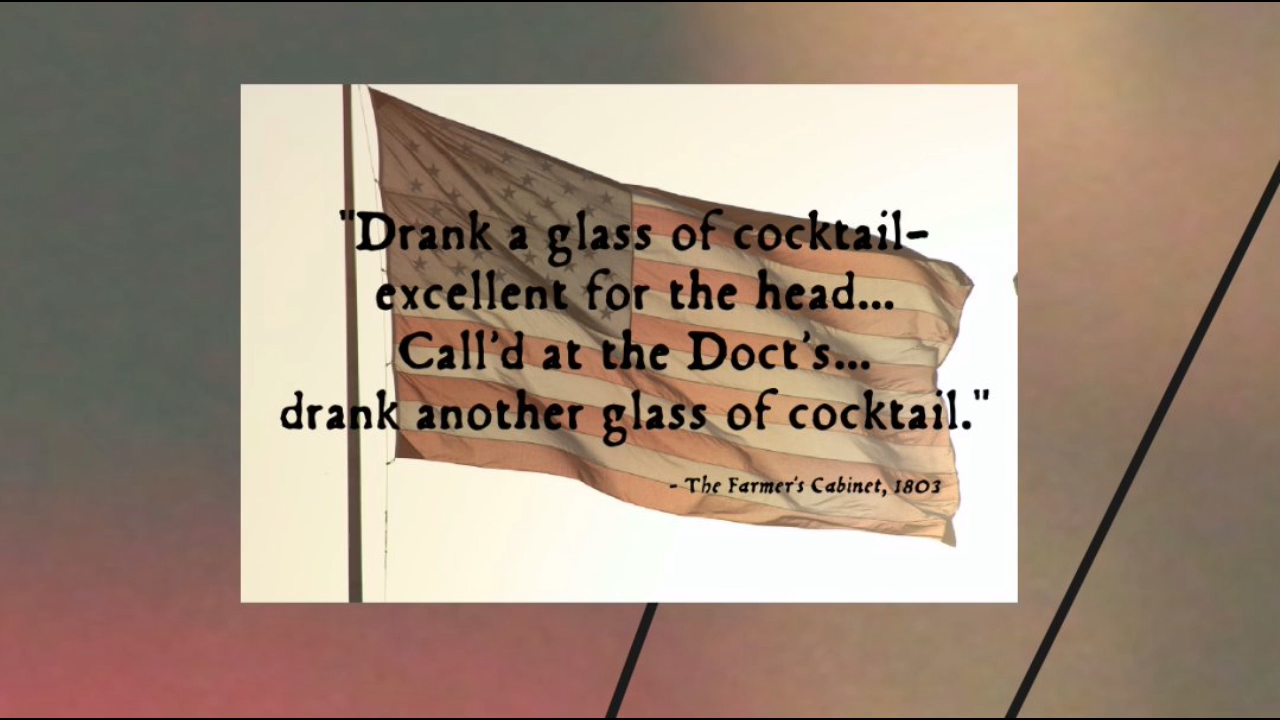 "Drank a glass of cocktail-
excellent for the head...
Call'd at the Doct's...
drank another glass of cocktail."
- The Farmer's Cabinet, 1803